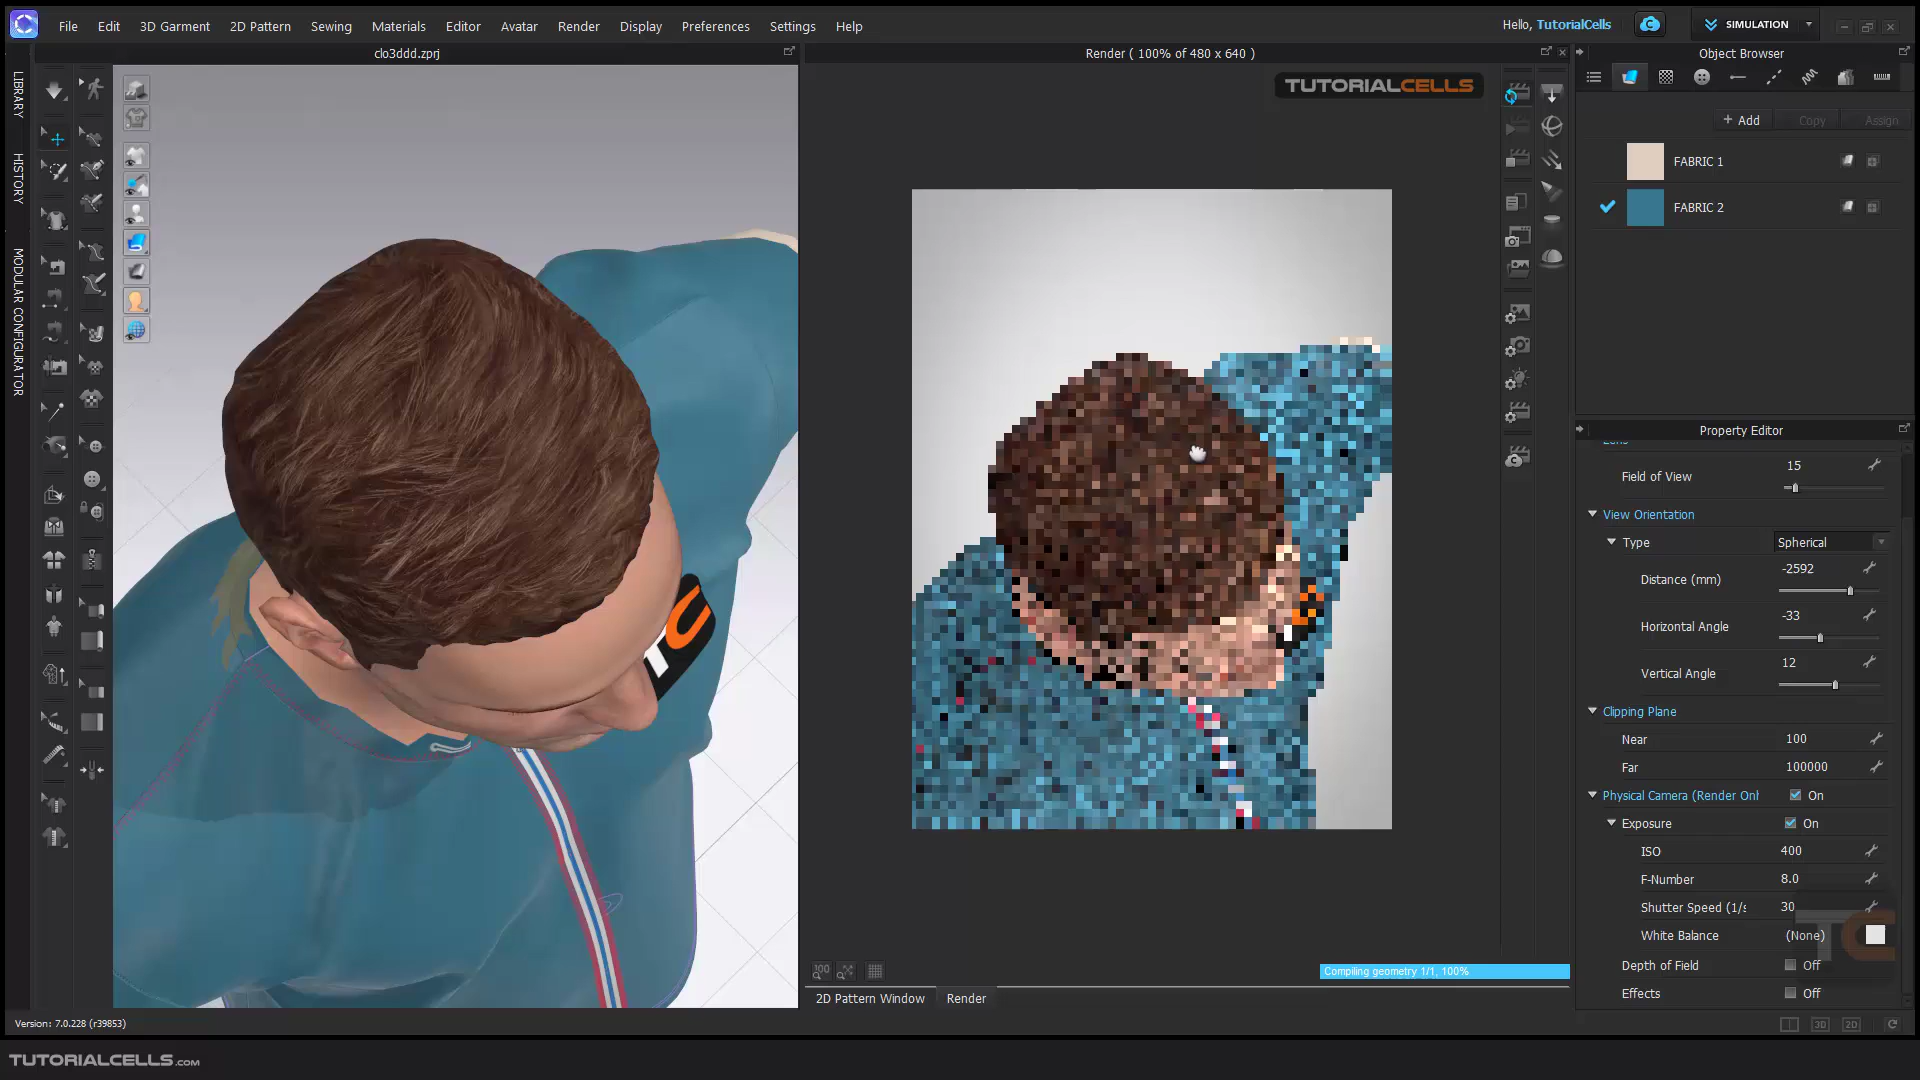 File Edit 3D Garment 2D Pattern Sewing Materials Editor Avatar Render Display Preferences Settings Help
Hello, TutorialCells
SIMULATION
clo3ddd.zprj
Render ( 100% of 480 x 640 )
Object Browser
LIBRARY
HISTORY
MODULAR CONFIGURATOR
TUTORIALCELLS
+ Add Copy Assign
FABRIC 1
FABRIC 2
TC
Property Editor
Field of View 15
View Orientation
Type Spherical
Distance (mm) -2592
Horizontal Angle -33
Vertical Angle 12
Clipping Plane
Near 100
Far 100000
Physical Camera (Render Onl On
Exposure On
ISO 400
F-Number 8.0
Shutter Speed (1/s 30
White Balance (None)
Depth of Field Off
Effects Off
100
Compiling geometry 1/1, 100%
2D Pattern Window Render
Version: 7.0.228 (r39853)
3D 2D
TUTORIALCELLS.com